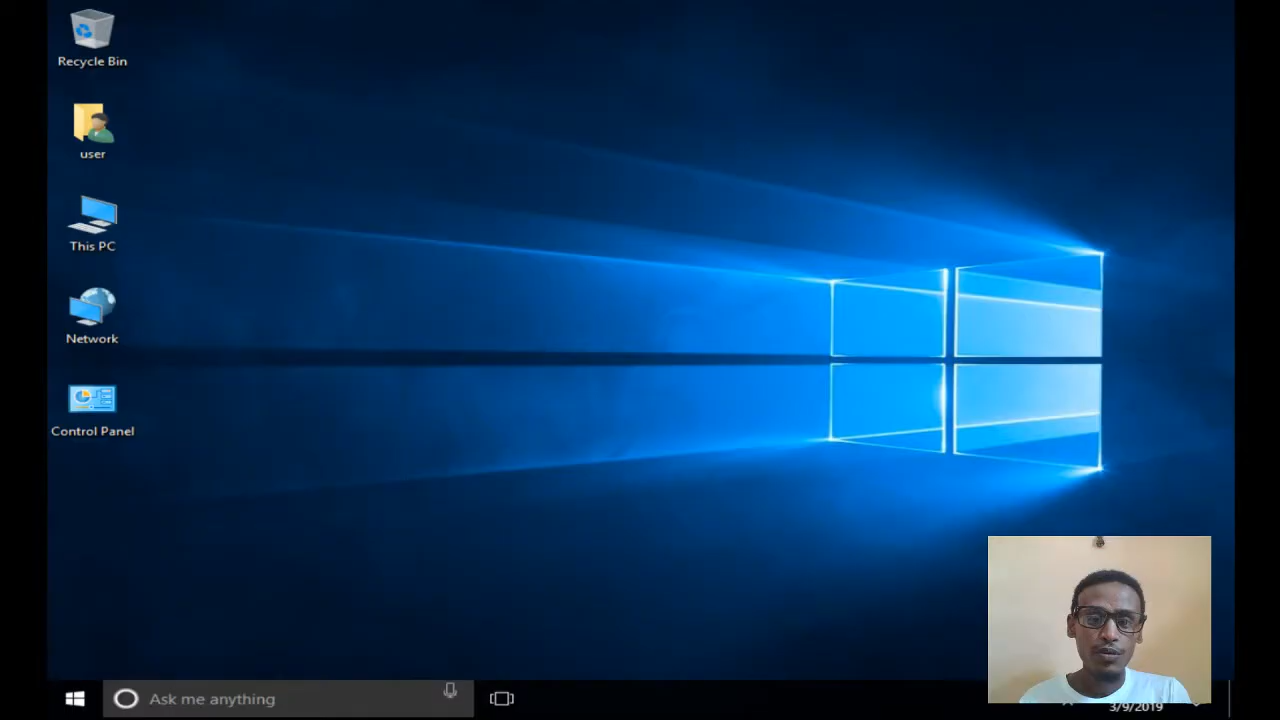 Recycle Bin
user
This PC
Network
Control Panel
Ask me anything
3/9/2019